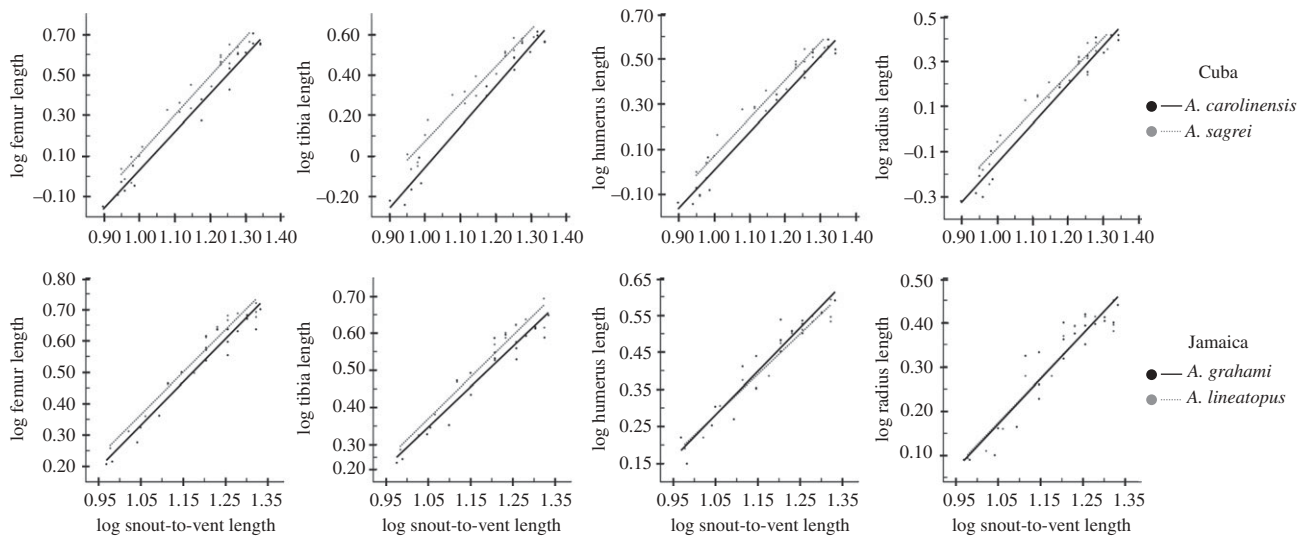 log femur length
0.70
0.50
0.30
0.10
–0.10
0.90 1.00 1.10 1.20 1.30 1.40
log tibia length
0.60
0.40
0.20
0
–0.20
0.90 1.00 1.10 1.20 1.30 1.40
log humerus length
0.70
0.50
0.30
0.10
–0.10
0.90 1.00 1.10 1.20 1.30 1.40
log radius length
0.5
0.3
0.1
–0.1
–0.3
0.90 1.00 1.10 1.20 1.30 1.40
Cuba
A. carolinensis
A. sagrei
log femur length
0.80
0.70
0.60
0.50
0.40
0.30
0.20
0.95 1.05 1.15 1.25 1.35
log snout-to-vent length
log tibia length
0.70
0.60
0.50
0.40
0.30
0.20
0.95 1.05 1.15 1.25 1.35
log snout-to-vent length
log humerus length
0.65
0.55
0.45
0.35
0.25
0.15
0.95 1.05 1.15 1.25 1.35
log snout-to-vent length
log radius length
0.50
0.40
0.30
0.20
0.10
0.95 1.05 1.15 1.25 1.35
log snout-to-vent length
Jamaica
A. grahami
A. lineatopus